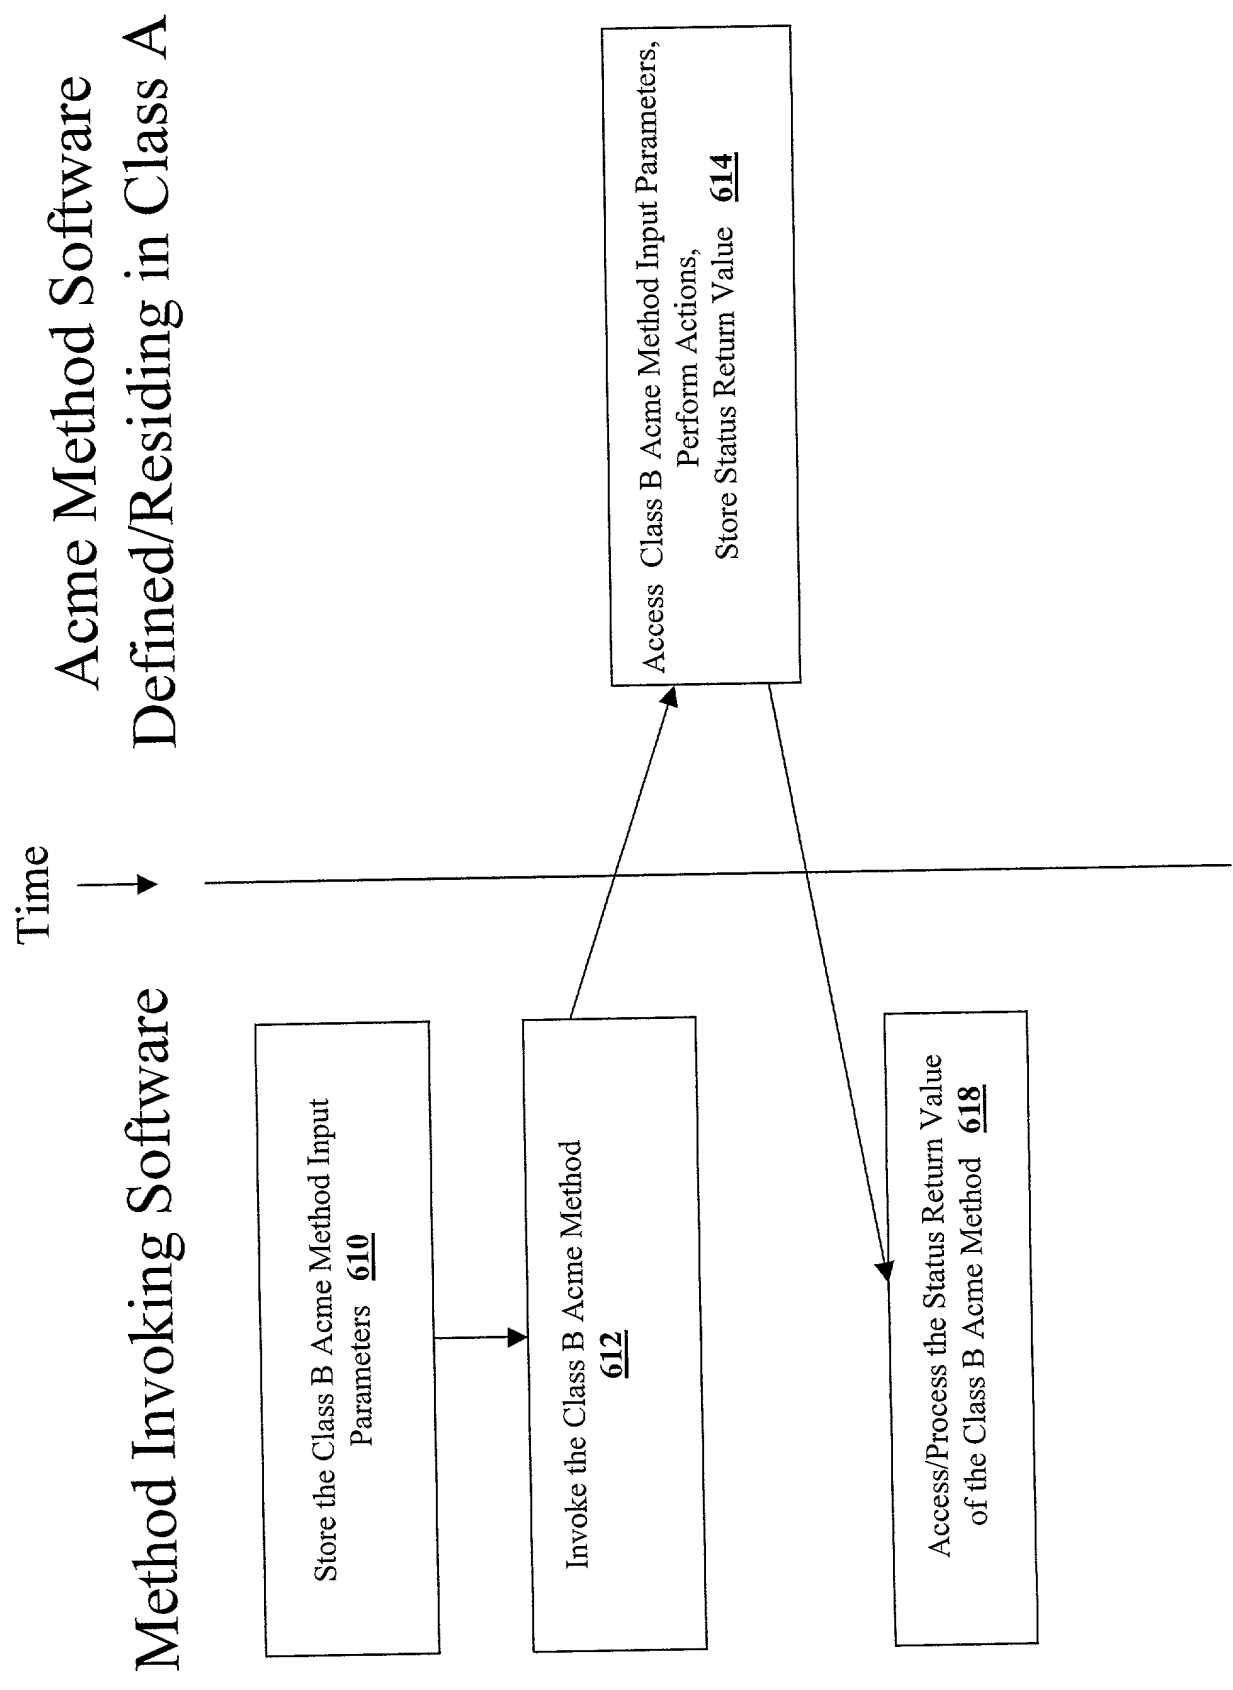 Time
Method Invoking Software
Acme Method Software
Defined/Residing in Class A
Store the Class B Acme Method Input
Parameters 610
Invoke the Class B Acme Method
612
Access Class B Acme Method Input Parameters,
Perform Actions,
Store Status Return Value 614
Access/Process the Status Return Value
of the Class B Acme Method 618